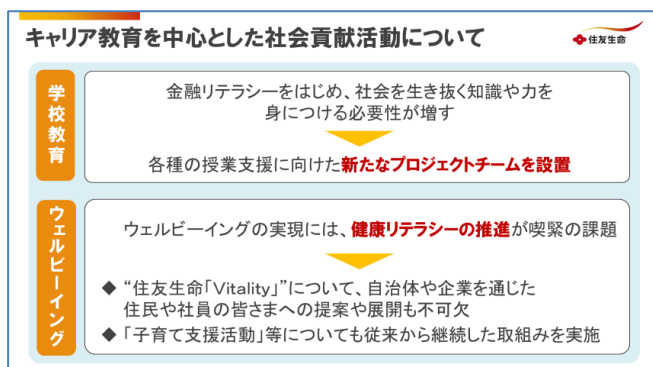 キャリア教育を中心とした社会貢献活動について
住友生命
学校教育
金融リテラシーをはじめ、社会を生き抜く知識や力を
身につける必要性が増す
各種の授業支援に向けた新たなプロジェクトチームを設置
ウェルビーイング
ウェルビーイングの実現には、健康リテラシーの推進が喫緊の課題
◆ “住友生命「Vitality」”について、自治体や企業を通じた
住民や社員の皆さまへの提案や展開も不可欠
◆ 「子育て支援活動」等についても従来から継続した取組みを実施